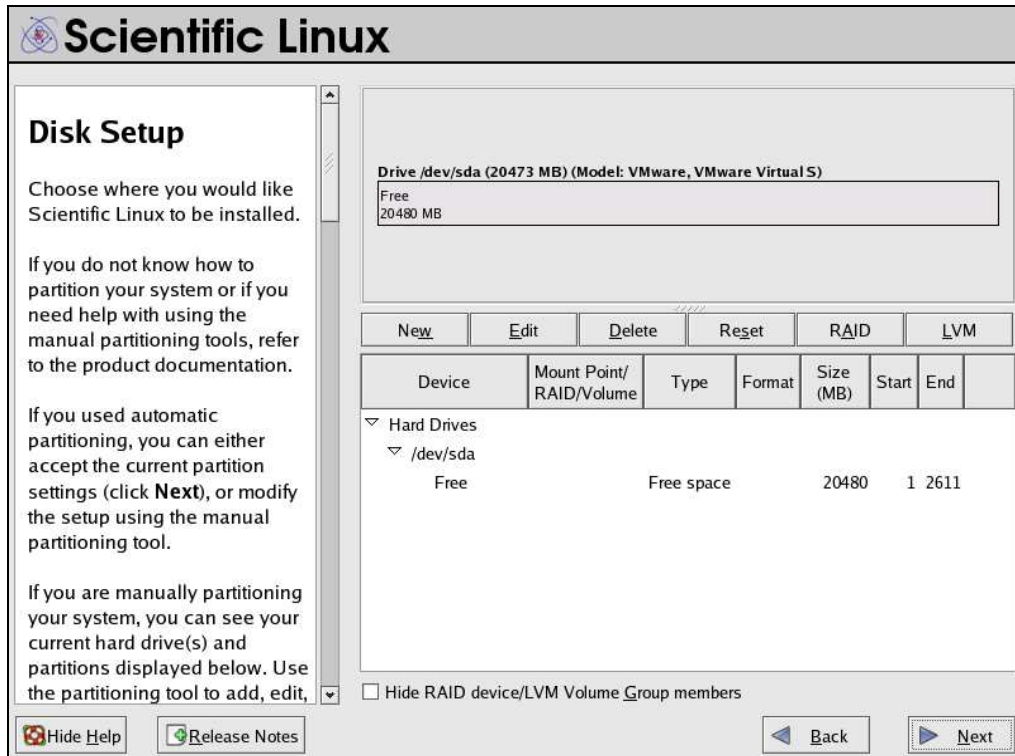 Scientific Linux
Disk Setup
Choose where you would like
Scientific Linux to be installed.
If you do not know how to
partition your system or if you
need help with using the
manual partitioning tools, refer
to the product documentation.
If you used automatic
partitioning, you can either
accept the current partition
settings (click Next), or modify
the setup using the manual
partitioning tool.
If you are manually partitioning
your system, you can see your
current hard drive(s) and
partitions displayed below. Use
the partitioning tool to add, edit,
Drive /dev/sda (20473 MB) (Model: VMware, VMware Virtual S)
Free
20480 MB
New Edit Delete Reset RAID LVM
Device Mount Point/ RAID/Volume Type Format Size (MB) Start End
Hard Drives
/dev/sda
Free Free space 20480 1 2611
Hide RAID device/LVM Volume Group members
Hide Help Release Notes Back Next